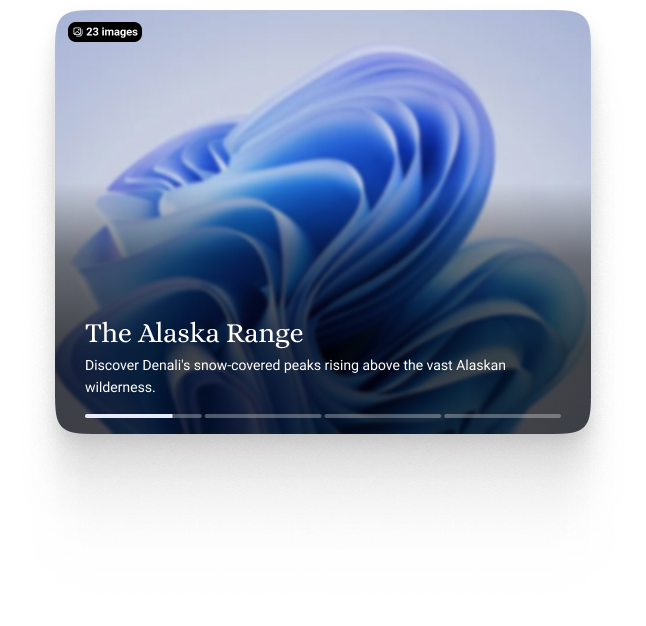 23 images
The Alaska Range
Discover Denali's snow-covered peaks rising above the vast Alaskan
wilderness.